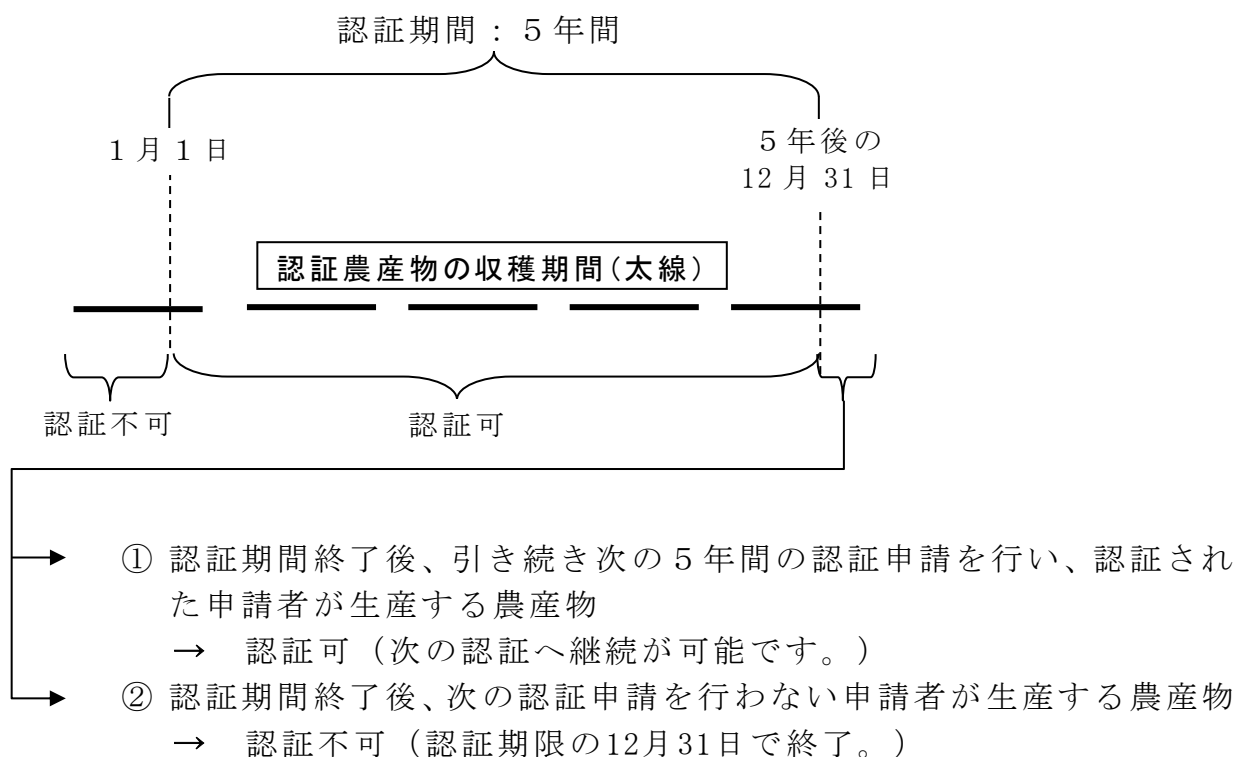 認証期間：５年間
１月１日
５年後の
12月31日
認証農産物の収穫期間（太線）
認証不可
認証可
① 認証期間終了後、引き続き次の５年間の認証申請を行い、認証され
た申請者が生産する農産物
→ 認証可（次の認証へ継続が可能です。）
② 認証期間終了後、次の認証申請を行わない申請者が生産する農産物
→ 認証不可（認証期限の12月31日で終了。）